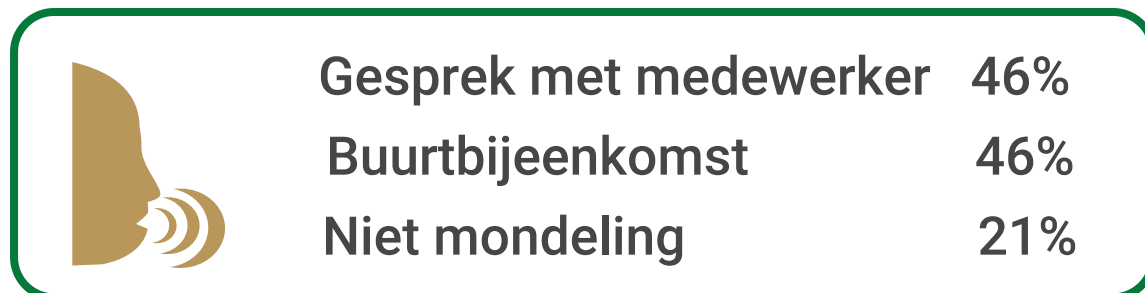 Gesprek met medewerker 46%
Buurtbijeenkomst 46%
Niet mondeling 21%